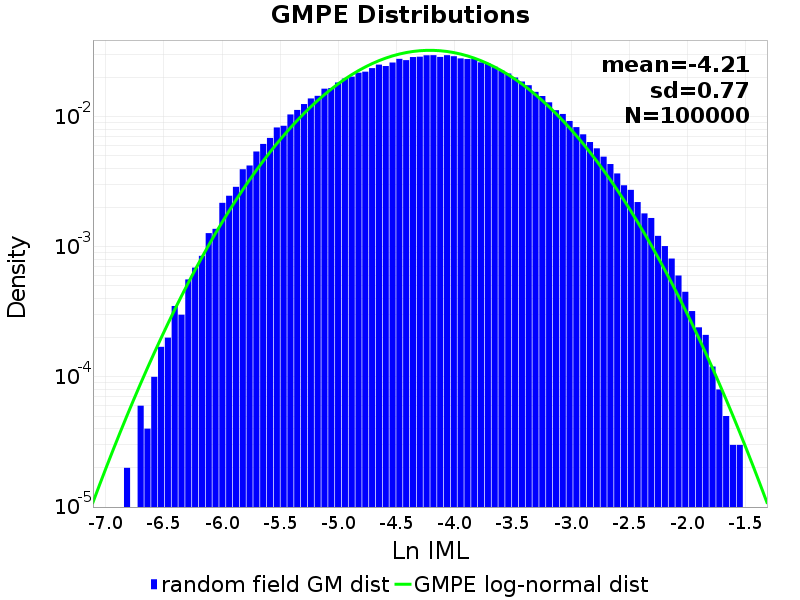 GMPE Distributions
mean=-4.21
sd=0.77
N=100000
10-2
10-3
10-4
10-5
Density
-7.0 -6.5 -6.0 -5.5 -5.0 -4.5 -4.0 -3.5 -3.0 -2.5 -2.0 -1.5
Ln IML
random field GM dist GMPE log-normal dist